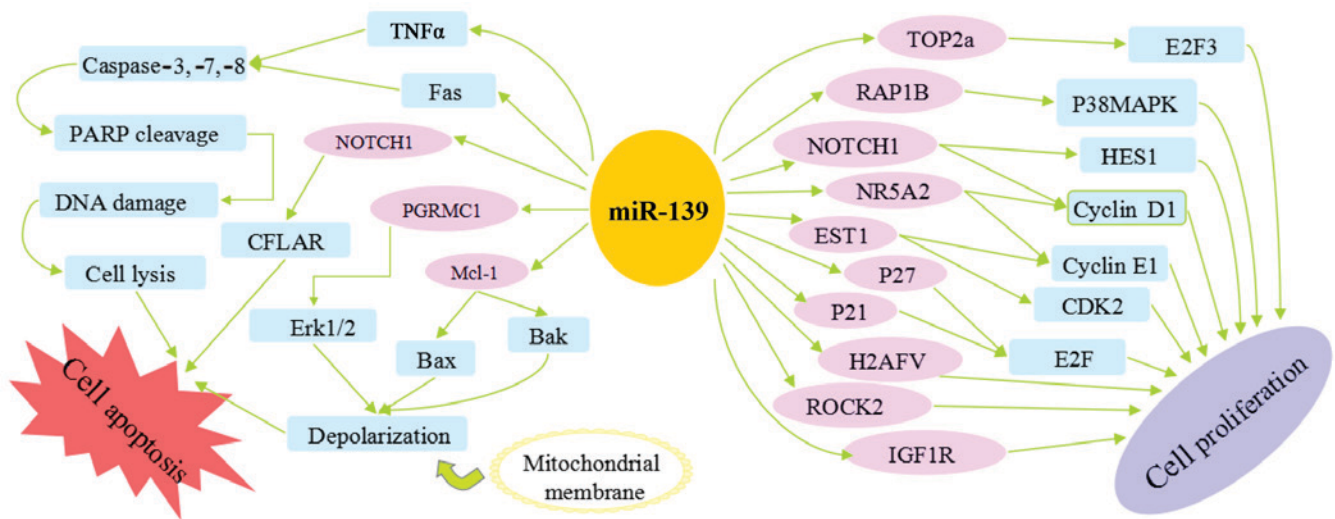 TNFα
Caspase-3, -7, -8
Fas
PARP cleavage
NOTCH1
DNA damage
PGRMC1
CFLAR
Cell lysis
Mcl-1
Erk1/2
Bak
Bax
Cell apoptosis
Depolarization
Mitochondrial
membrane
miR-139
TOP2a
E2F3
RAP1B
P38MAPK
NOTCH1
HES1
NR5A2
Cyclin D1
EST1
Cyclin E1
P27
CDK2
P21
E2F
H2AFV
ROCK2
IGF1R
Cell proliferation